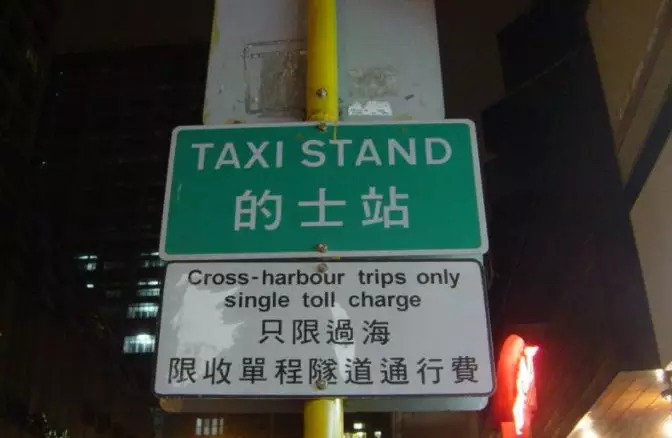 TAXI STAND
的士站
Cross-harbour trips only
single toll charge
只限過海
限收單程隧道通行費